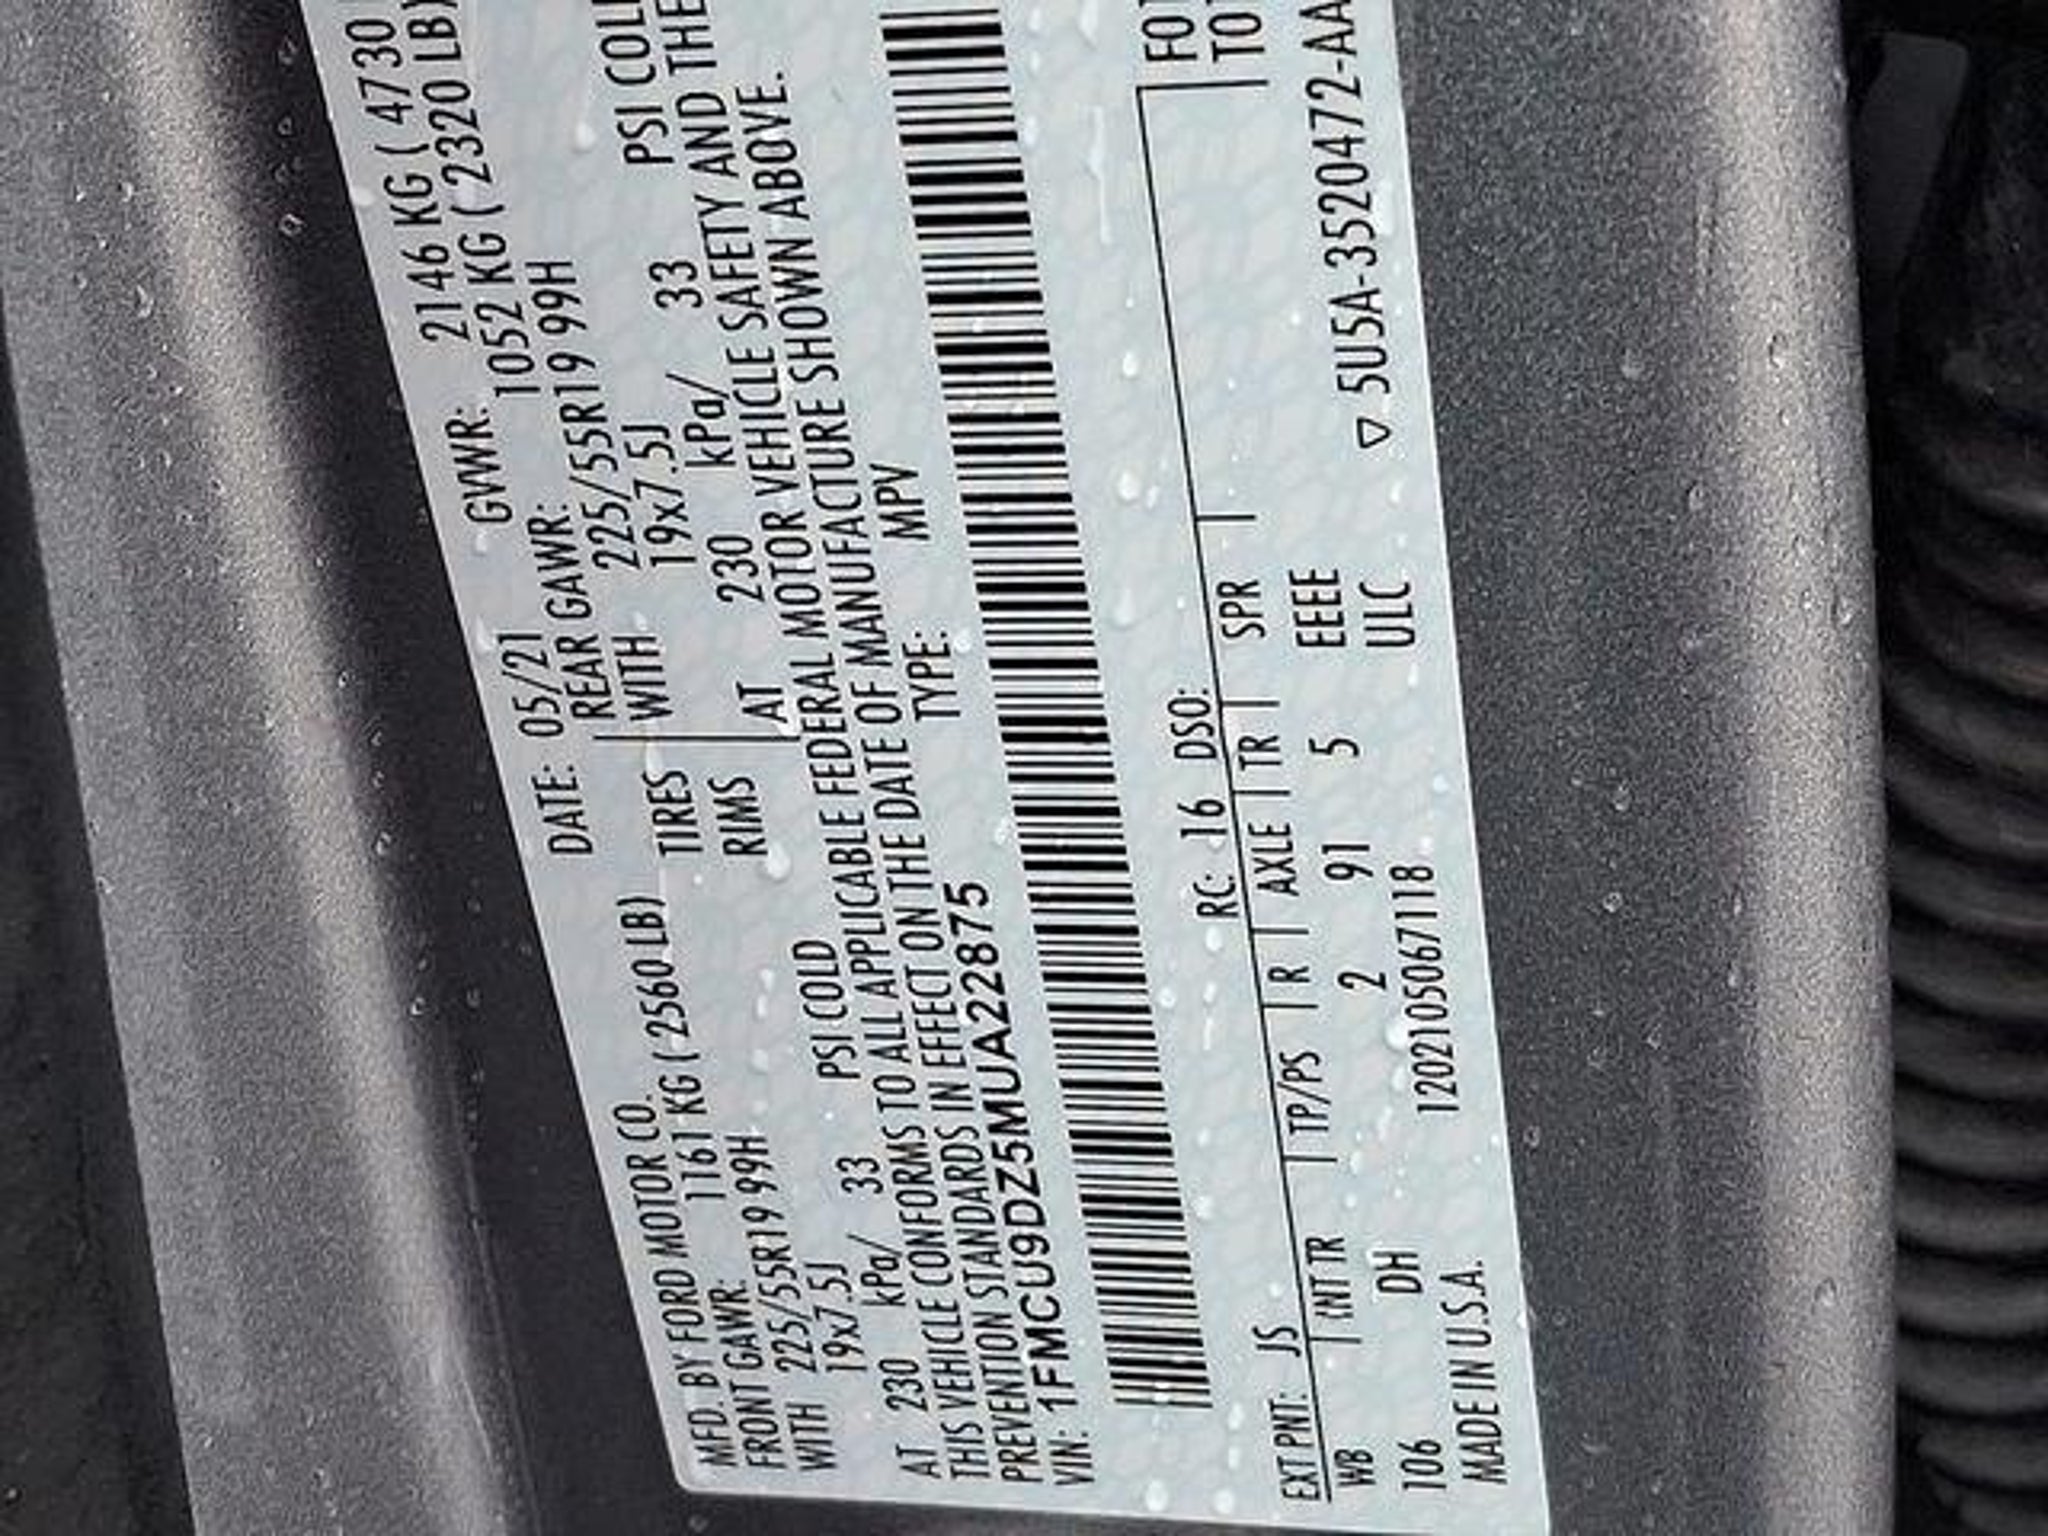 MFD. BY FORD MOTOR CO. DATE: 05/21 GVWR: 2146 KG ( 4730
FRONT GAWR: 1161 KG ( 2560 LB) REAR GAWR: 1052 KG ( 2320 LB)
WITH 225/55R19 99H TIRES WITH 225/55R19 99H
19x7.5J RIMS 19x7.5J
AT 230 kPa/ 33 PSI COLD AT 230 kPa/ 33 PSI COLD
THIS VEHICLE CONFORMS TO ALL APPLICABLE FEDERAL MOTOR VEHICLE SAFETY AND THE
PREVENTION STANDARDS IN EFFECT ON THE DATE OF MANUFACTURE SHOWN ABOVE.
VIN: 1FMCU9DZ5MUA22875 TYPE: MPV
EXT PNT: JS RC: 16 DSO:
WB INT TR TP/PS R AXLE TR SPR
106 DH 2 91 5 EEEE
MADE IN U.S.A. 1202105067118 ULC ▽ 5U5A-3520472-AA